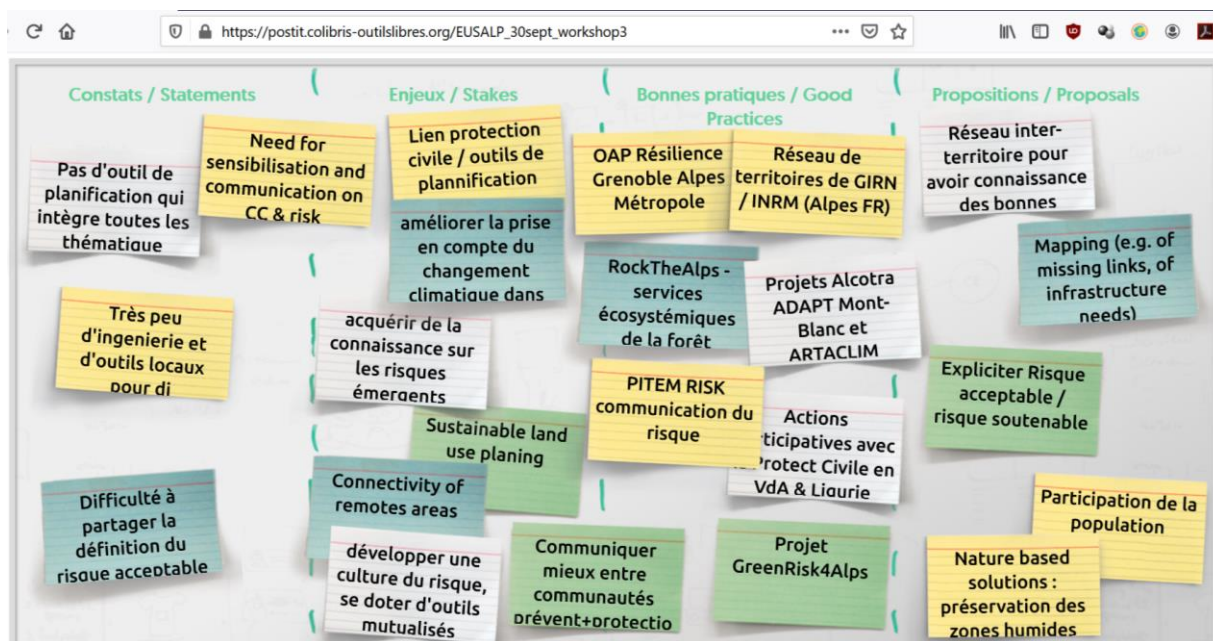 https://postit.colibris-outilslibres.org/EUSALP_30sept_workshop3
Constats / Statements
Pas d'outil de
planification qui
intègre toutes les
thématique
Need for
sensibilisation and
communication on
CC & risk
Très peu
d'ingenierie et
d'outils locaux
pour di
Difficulté à
partager la
définition du
risque acceptable
Enjeux / Stakes
Lien protection
civile / outils de
plannification
améliorer la prise
en compte du
changement
climatique dans
acquérir de la
connaissance sur
les risques
émergents
Sustainable land
use planing
Connectivity of
remotes areas
développer une
culture du risque,
se doter d'outils
mutualisés
Communiquer
mieux entre
communautés
prévent+protectio
Bonnes pratiques / Good
Practices
OAP Résilience
Grenoble Alpes
Métropole
Réseau de
territoires de GIRN
/ INRM (Alpes FR)
RockTheAlps -
services
écosystémiques
de la forêt
Projets Alcotra
ADAPT Mont-
Blanc et
ARTACLIM
PITEM RISK
communication du
risque
Actions
rticipatives avec
Protect Civile en
VdA & Ligurie
Projet
GreenRisk4Alps
Propositions / Proposals
Réseau inter-
territoire pour
avoir connaissance
des bonnes
Mapping (e.g. of
missing links, of
infrastructure
needs)
Expliciter Risque
acceptable /
risque soutenable
Participation de la
population
Nature based
solutions :
préservation des
zones humides